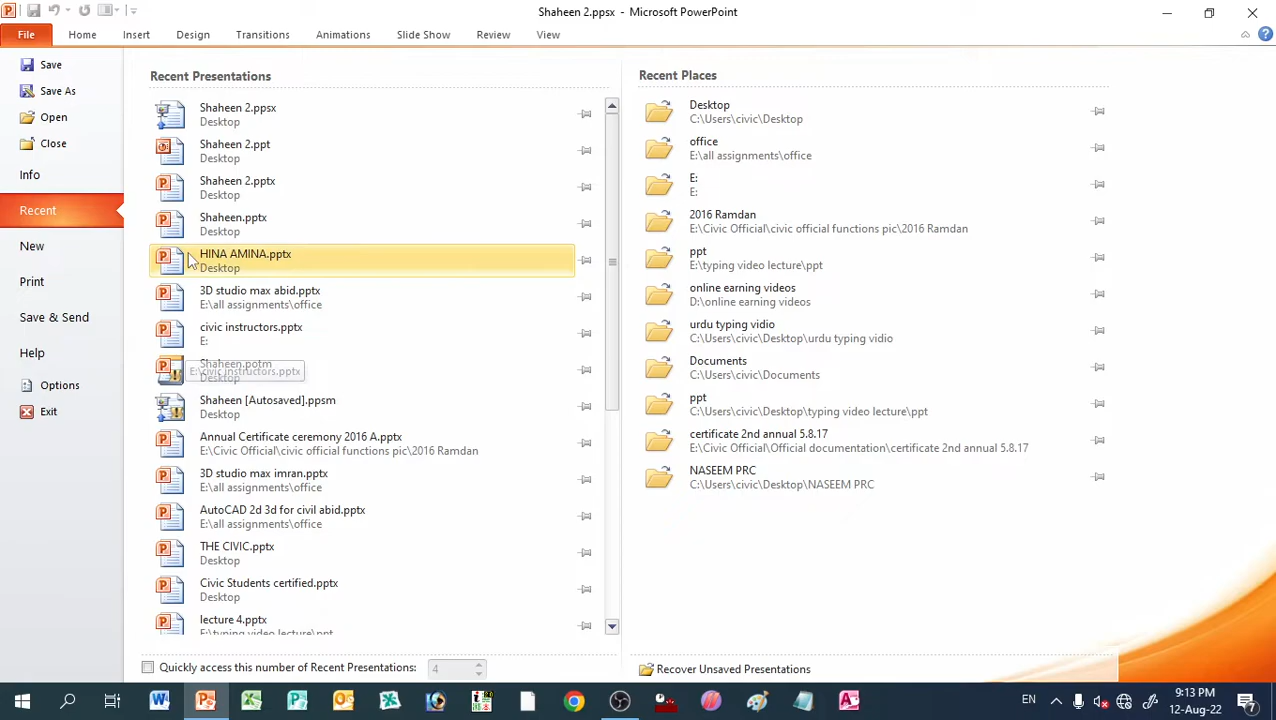 Shaheen 2.ppsx - Microsoft PowerPoint
File Home Insert Design Transitions Animations Slide Show Review View
Save
Save As
Open
Close
Info
Recent
New
Print
Save & Send
Help
Options
Exit
Recent Presentations
Shaheen 2.ppsx
Desktop
Shaheen 2.ppt
Desktop
Shaheen 2.pptx
Desktop
Shaheen.pptx
Desktop
HINA AMINA.pptx
Desktop
3D studio max abid.pptx
E:\all assignments\office
civic instructors.pptx
E:
Shaheen.potm
E:\civic instructors.pptx
Desktop
Shaheen [Autosaved].ppsm
Desktop
Annual Certificate ceremony 2016 A.pptx
E:\Civic Official\civic official functions pic\2016 Ramdan
3D studio max imran.pptx
E:\all assignments\office
AutoCAD 2d 3d for civil abid.pptx
E:\all assignments\office
THE CIVIC.pptx
Desktop
Civic Students certified.pptx
Desktop
lecture 4.pptx
E:\typing video lecture\ppt
Quickly access this number of Recent Presentations: 4
Recent Places
Desktop
C:\Users\civic\Desktop
office
E:\all assignments\office
E:
E:
2016 Ramdan
E:\Civic Official\civic official functions pic\2016 Ramdan
ppt
E:\typing video lecture\ppt
online earning videos
D:\online earning videos
urdu typing vidio
C:\Users\civic\Desktop\urdu typing vidio
Documents
C:\Users\civic\Documents
ppt
C:\Users\civic\Desktop\typing video lecture\ppt
certificate 2nd annual 5.8.17
E:\Civic Official\Official documentation\certificate 2nd annual 5.8.17
NASEEM PRC
C:\Users\civic\Desktop\NASEEM PRC
Recover Unsaved Presentations
EN
9:13 PM
12-Aug-22